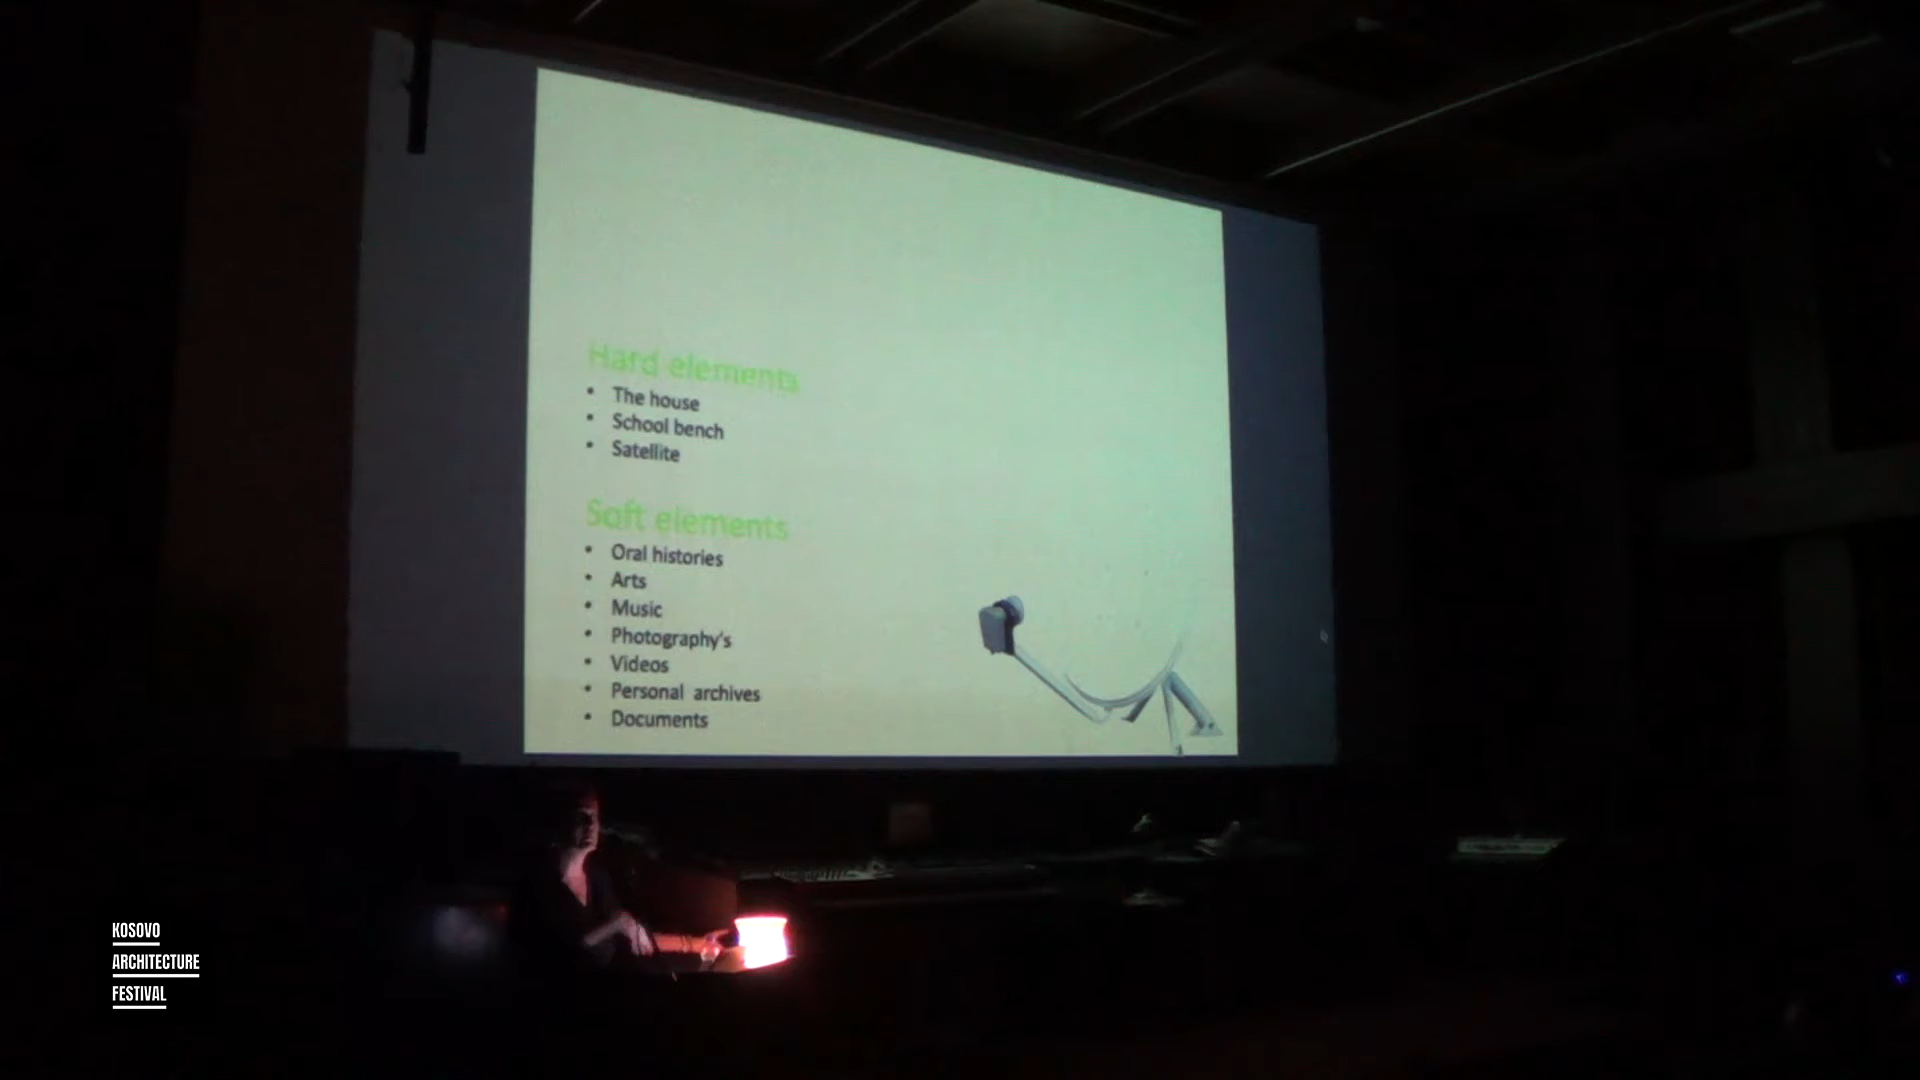 Hard elements
• The house
• School bench
• Satellite
Soft elements
• Oral histories
• Arts
• Music
• Photography's
• Videos
• Personal archives
• Documents
KOSOVO
ARCHITECTURE
FESTIVAL